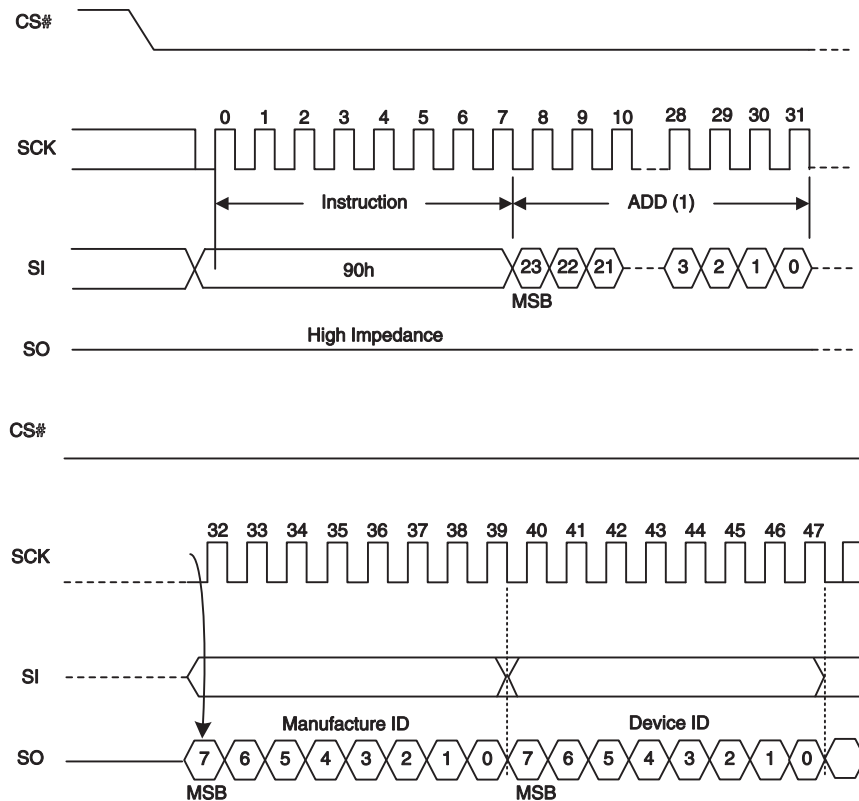 CS#
0 1 2 3 4 5 6 7 8 9 10 28 29 30 31
SCK
Instruction ADD (1)
SI 90h 23 22 21 3 2 1 0
MSB
High Impedance
SO
CS#
32 33 34 35 36 37 38 39 40 41 42 43 44 45 46 47
SCK
SI
Manufacture ID Device ID
SO 7 6 5 4 3 2 1 0 7 6 5 4 3 2 1 0
MSB MSB